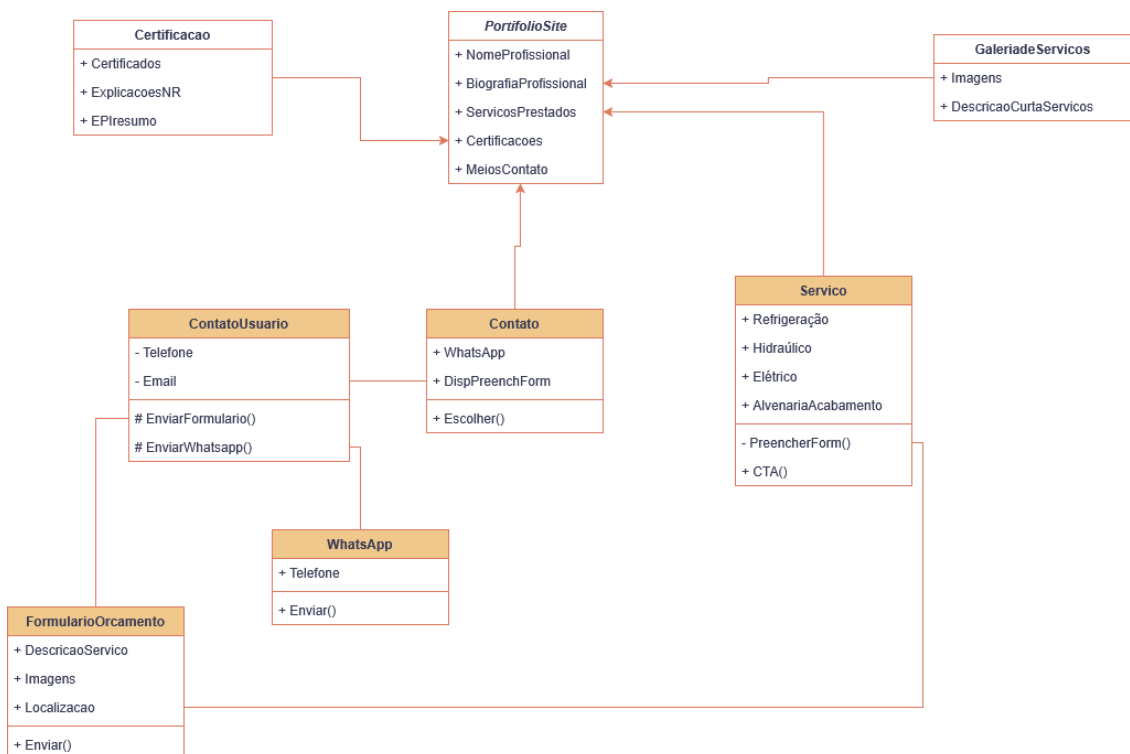 Certificacao
+ Certificados
+ ExplicacoesNR
+ EPIresumo
PortifolioSite
+ NomeProfissional
+ BiografiaProfissional
+ ServicosPrestados
+ Certificacoes
+ MeiosContato
GaleriadeServicos
+ Imagens
+ DescricaoCurtaServicos
ContatoUsuario
- Telefone
- Email
# EnviarFormulario()
# EnviarWhatsapp()
Contato
+ WhatsApp
+ DispPreenchForm
+ Escolher()
Servico
+ Refrigeração
+ Hidraúlico
+ Elétrico
+ AlvenariaAcabamento
- PreencherForm()
+ CTA()
WhatsApp
+ Telefone
+ Enviar()
FormularioOrcamento
+ DescricaoServico
+ Imagens
+ Localizacao
+ Enviar()